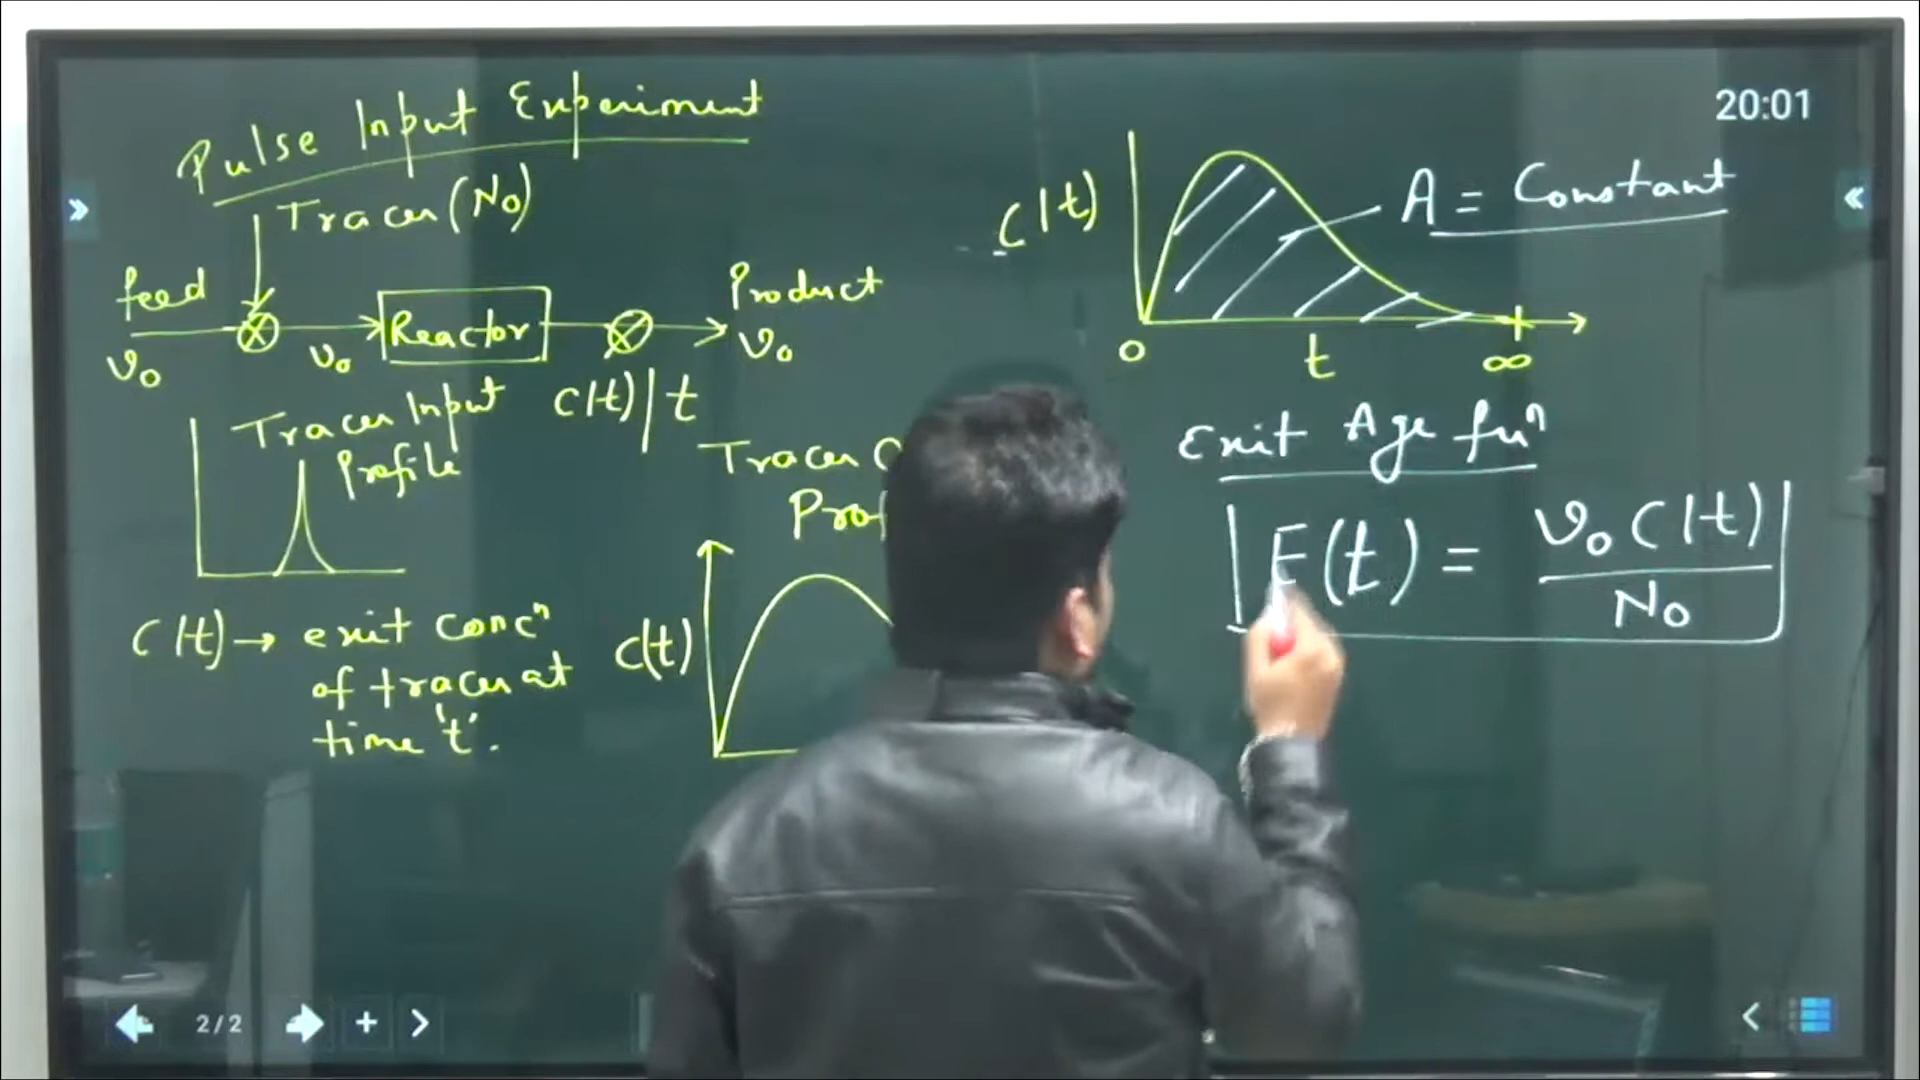 Pulse Input Experiment
Tracer (N₀)
feed
v₀
v₀
Reactor
Product
v₀
C(t) | t
Tracer Input
Profile
C(t) → exit concⁿ
of tracer at
time 't'.
Tracer
C(t)
20:01
C(t)
A = Constant
0
t
∞
Exit Age fuⁿ
E(t) = v₀ C(t) / N₀
2/2